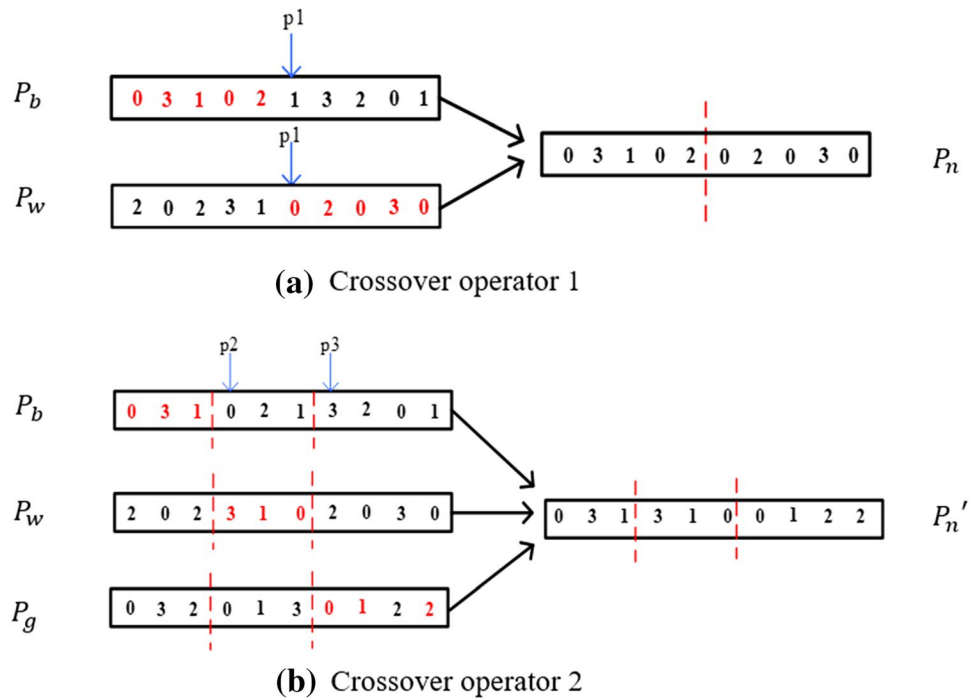 p1
P_b 0 3 1 0 2 1 3 2 0 1
p1
0 3 1 0 2 0 2 0 3 0 P_n
P_w 2 0 2 3 1 0 2 0 3 0
(a) Crossover operator 1
p2 p3
P_b 0 3 1 0 2 1 3 2 0 1
P_w 2 0 2 3 1 0 2 0 3 0
0 3 1 3 1 0 0 1 2 2 P_n'
P_g 0 3 2 0 1 3 0 1 2 2
(b) Crossover operator 2